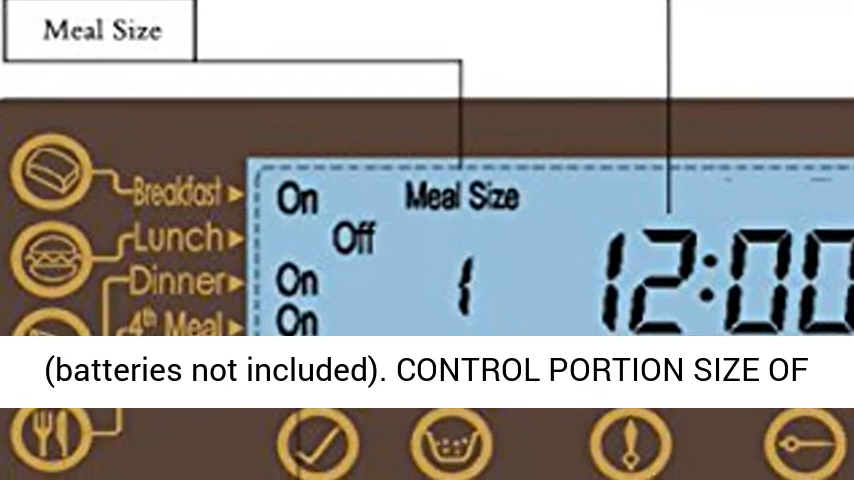 Meal Size
Breakfast
On
Meal Size
Lunch
Off
12:00
Dinner
On
1
4th Meal
On
(batteries not included). CONTROL PORTION SIZE OF